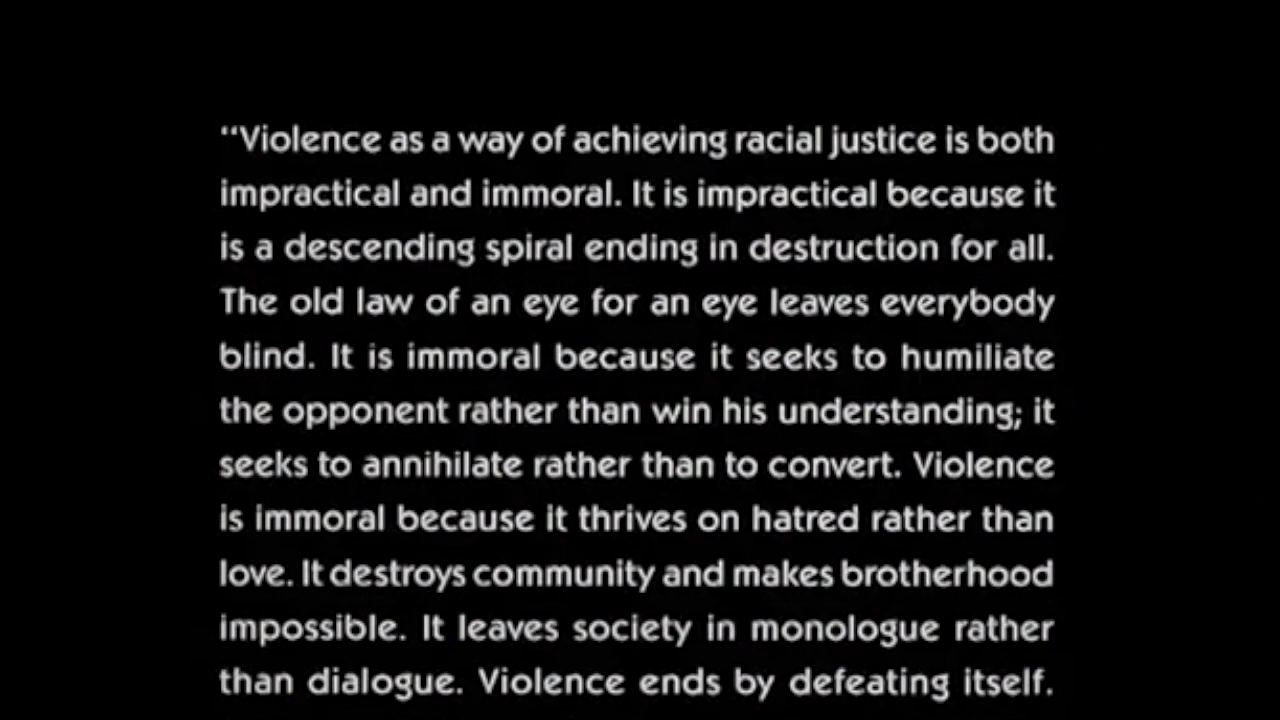 “Violence as a way of achieving racial justice is both
impractical and immoral. It is impractical because it
is a descending spiral ending in destruction for all.
The old law of an eye for an eye leaves everybody
blind. It is immoral because it seeks to humiliate
the opponent rather than win his understanding; it
seeks to annihilate rather than to convert. Violence
is immoral because it thrives on hatred rather than
love. It destroys community and makes brotherhood
impossible. It leaves society in monologue rather
than dialogue. Violence ends by defeating itself.